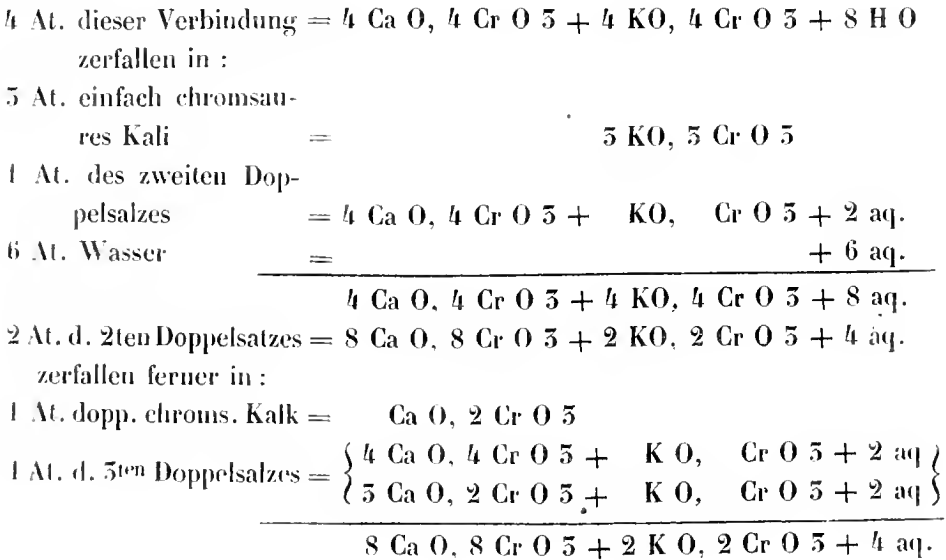 4 At. dieser Verbindung = 4 Ca O, 4 Cr O 3 + 4 KO, 4 Cr O 3 + 8 H O
zerfallen in :
3 At. einfach chromsau-
res Kali = 3 KO, 3 Cr O 3
1 At. des zweiten Dop-
pelsalzes = 4 Ca O, 4 Cr O 3 + KO, Cr O 3 + 2 aq.
6 At. Wasser = + 6 aq.
4 Ca O, 4 Cr O 3 + 4 KO, 4 Cr O 3 + 8 aq.
2 At. d. 2ten Doppelsatzes = 8 Ca O, 8 Cr O 3 + 2 KO, 2 Cr O 3 + 4 aq.
zerfallen ferner in :
1 At. dopp. chroms. Kalk = Ca O, 2 Cr O 3
1 At. d. 3ten Doppelsalzes = { 4 Ca O, 4 Cr O 3 + K O, Cr O 3 + 2 aq }
{ 3 Ca O, 2 Cr O 3 + K O, Cr O 3 + 2 aq }
8 Ca O, 8 Cr O 3 + 2 K O, 2 Cr O 3 + 4 aq.